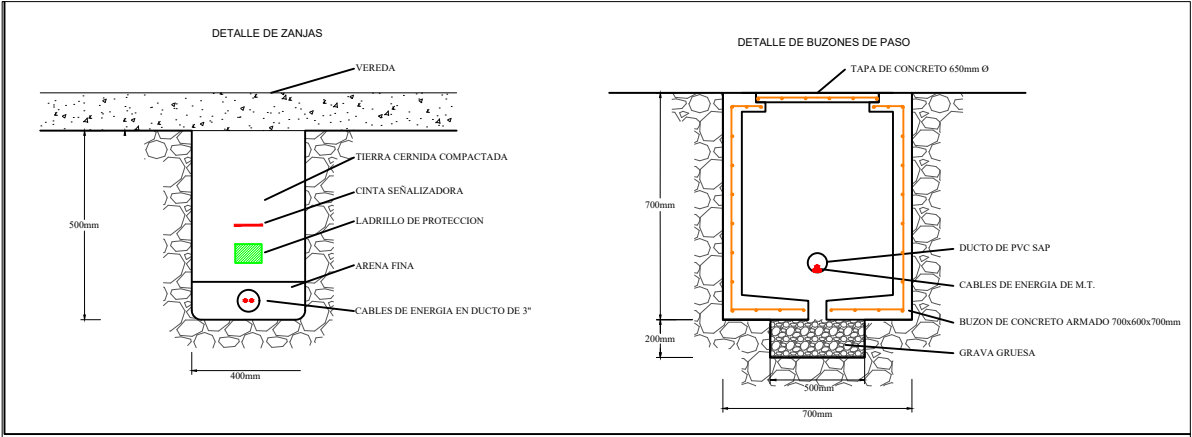 DETALLE DE ZANJAS
VEREDA
TIERRA CERNIDA COMPACTADA
CINTA SEÑALIZADORA
LADRILLO DE PROTECCION
ARENA FINA
CABLES DE ENERGIA EN DUCTO DE 3"
500mm
400mm
DETALLE DE BUZONES DE PASO
TAPA DE CONCRETO 650mm Ø
700mm
DUCTO DE PVC SAP
CABLES DE ENERGIA DE M.T.
BUZON DE CONCRETO ARMADO 700x600x700mm
200mm
GRAVA GRUESA
500mm
700mm